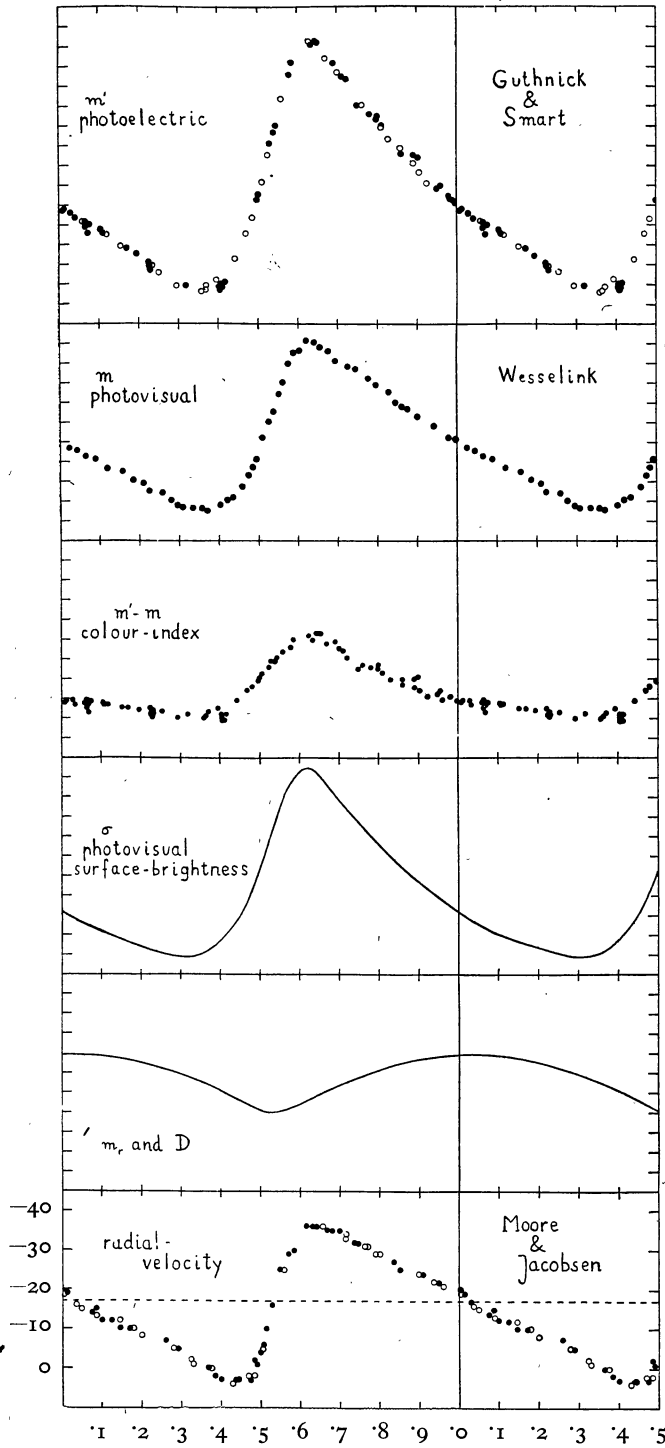 m'
photoelectric
Guthnick
&
Smart
m
photovisual
Wesselink
m'- m
colour-index
σ
photovisual
surface-brightness
mᵣ and D
radial-
velocity
Moore
&
Jacobsen
—40
—30
—20
—10
0
·1 ·2 ·3 ·4 ·5 ·6 ·7 ·8 ·9 ·0 ·1 ·2 ·3 ·4 ·5